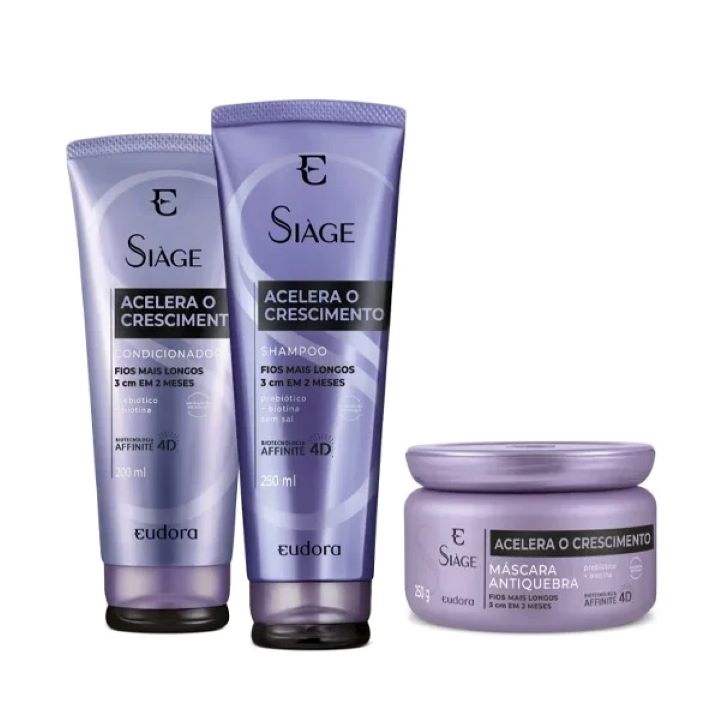 E
SIÀGE
ACELERA O
CRESCIMENT
CONDICIONADOR
FIOS MAIS LONGOS
3 cm EM 2 MESES
prebiótico
+ biotina
BIOTECNOLOGIA
AFFINITÉ 4D
200 ml
eudora
E
SIÀGE
ACELERA O
CRESCIMENTO
SHAMPOO
FIOS MAIS LONGOS
3 cm EM 2 MESES
prebiótico
+ biotina
sem sal
BIOTECNOLOGIA
AFFINITÉ 4D
250 ml
eudora
E
SIÀGE
eudora
250 g
ACELERA O CRESCIMENTO
MÁSCARA
ANTIQUEBRA
prebiótico
+ biotina
FIOS MAIS LONGOS
3 cm EM 2 MESES
BIOTECNOLOGIA
AFFINITÉ 4D